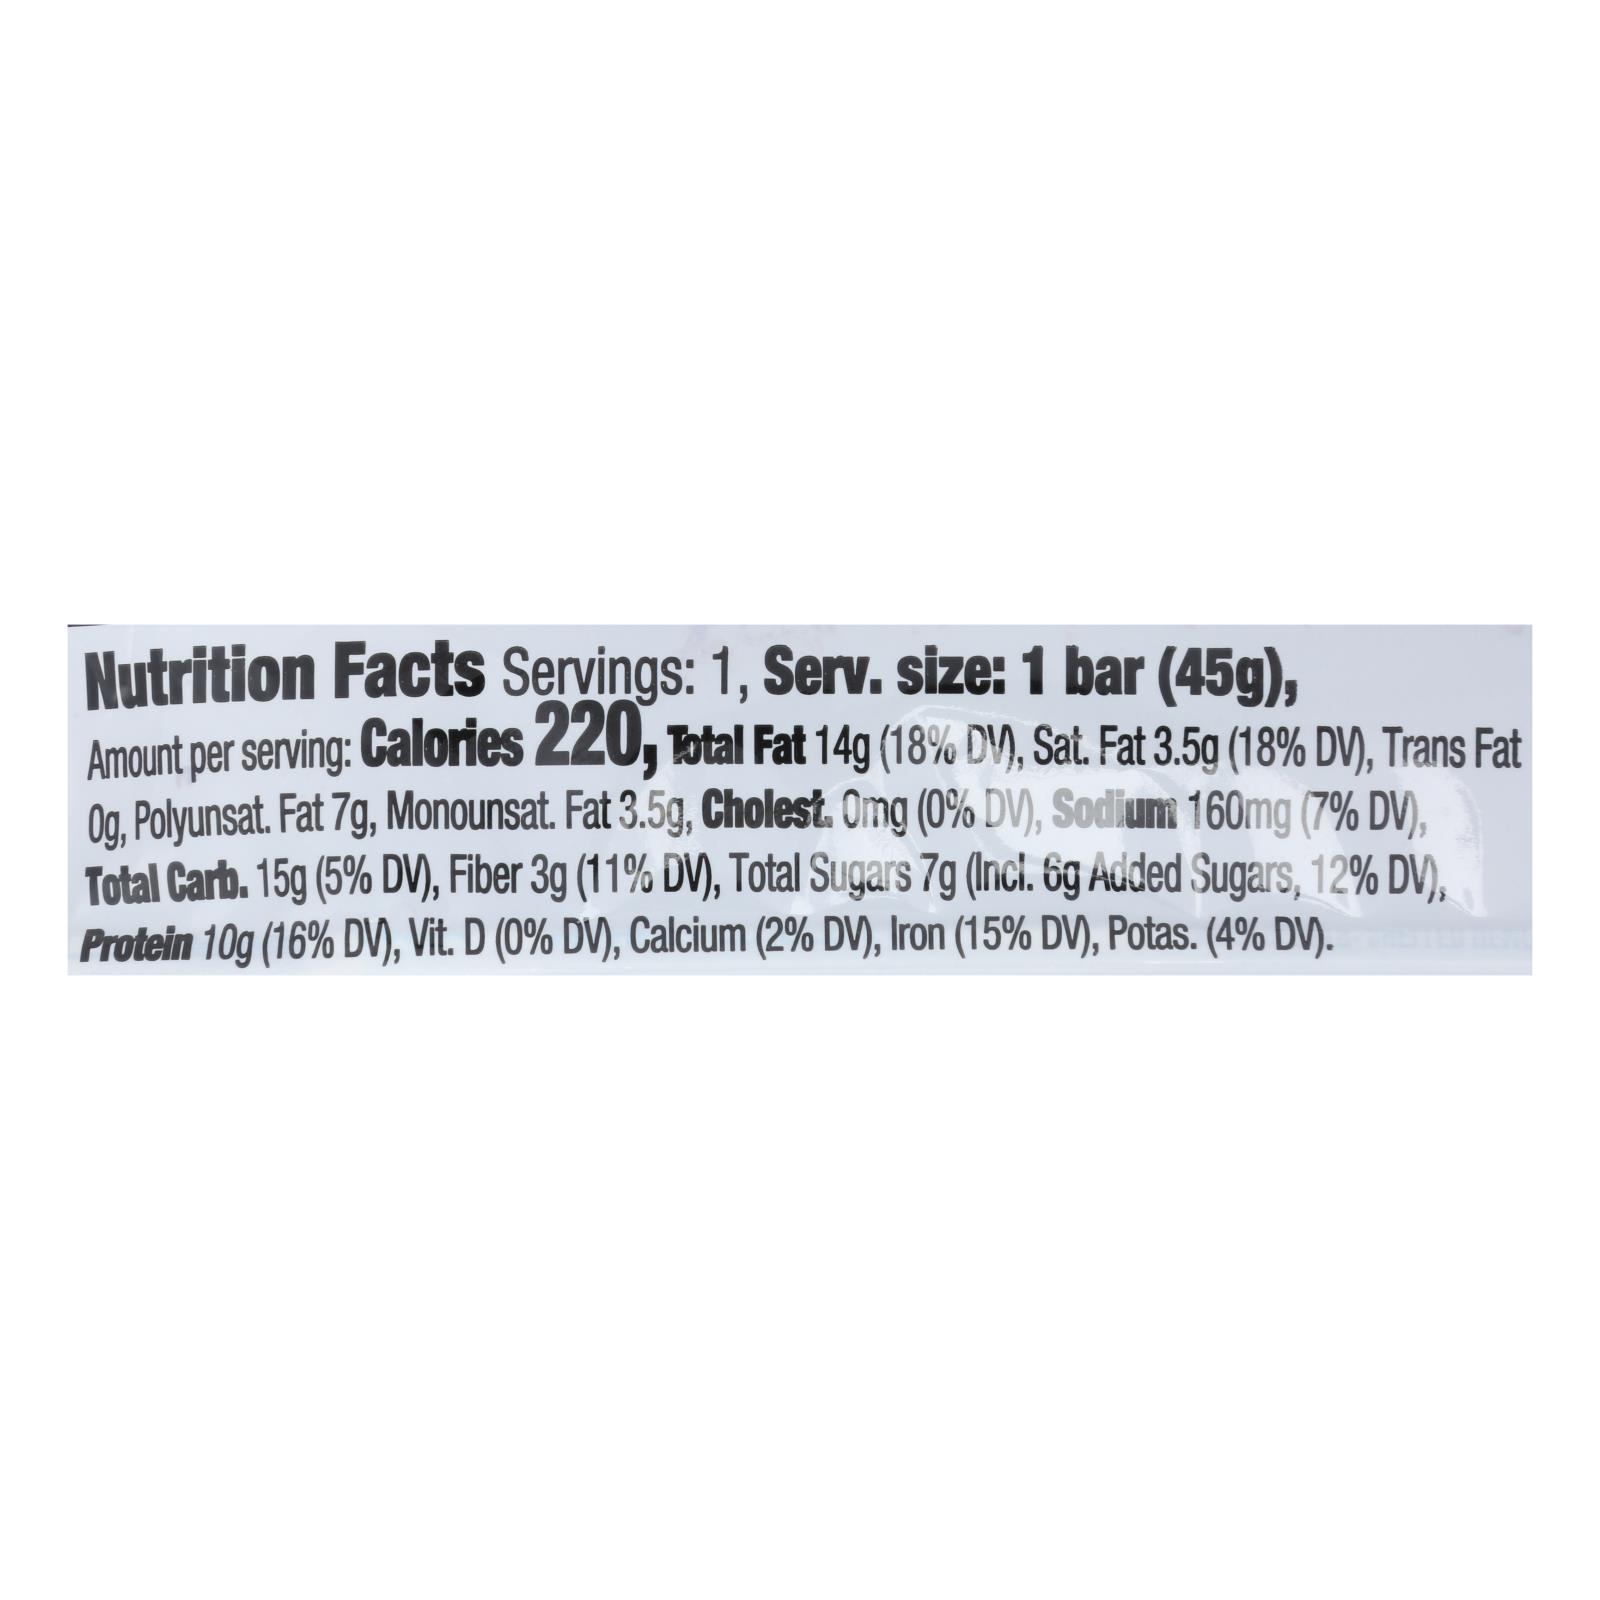 Nutrition Facts Servings: 1, Serv. size: 1 bar (45g),
Amount per serving: Calories 220, Total Fat 14g (18% DV), Sat. Fat 3.5g (18% DV), Trans Fat
0g, Polyunsat. Fat 7g, Monounsat. Fat 3.5g, Cholest. 0mg (0% DV), Sodium 160mg (7% DV),
Total Carb. 15g (5% DV), Fiber 3g (11% DV), Total Sugars 7g (Incl. 6g Added Sugars, 12% DV),
Protein 10g (16% DV), Vit. D (0% DV), Calcium (2% DV), Iron (15% DV), Potas. (4% DV).